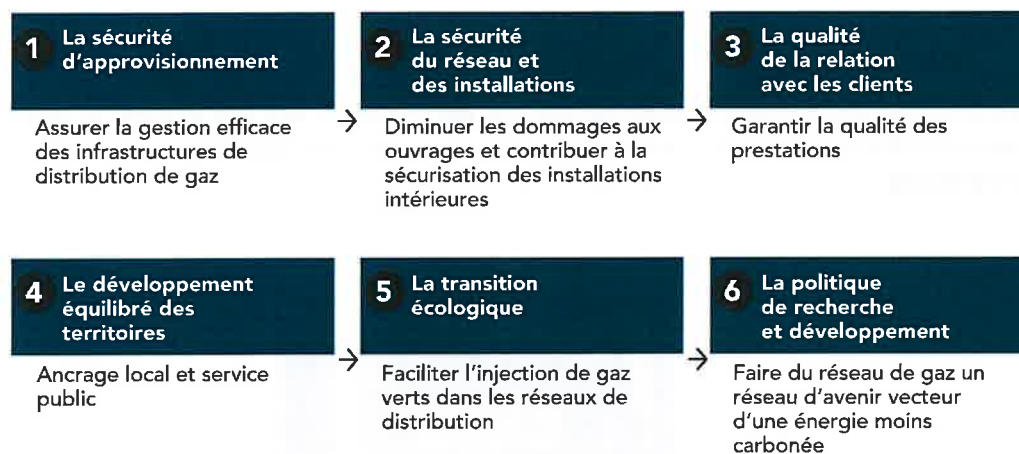 1 La sécurité
d'approvisionnement
Assurer la gestion efficace
des infrastructures de
distribution de gaz
→
2 La sécurité
du réseau et
des installations
Diminuer les dommages aux
ouvrages et contribuer à la
sécurisation des installations
intérieures
→
3 La qualité
de la relation
avec les clients
Garantir la qualité des
prestations
4 Le développement
équilibré des
territoires
Ancrage local et service
public
→
5 La transition
écologique
Faciliter l'injection de gaz
verts dans les réseaux de
distribution
→
6 La politique
de recherche
et développement
Faire du réseau de gaz un
réseau d'avenir vecteur
d'une énergie moins
carbonée